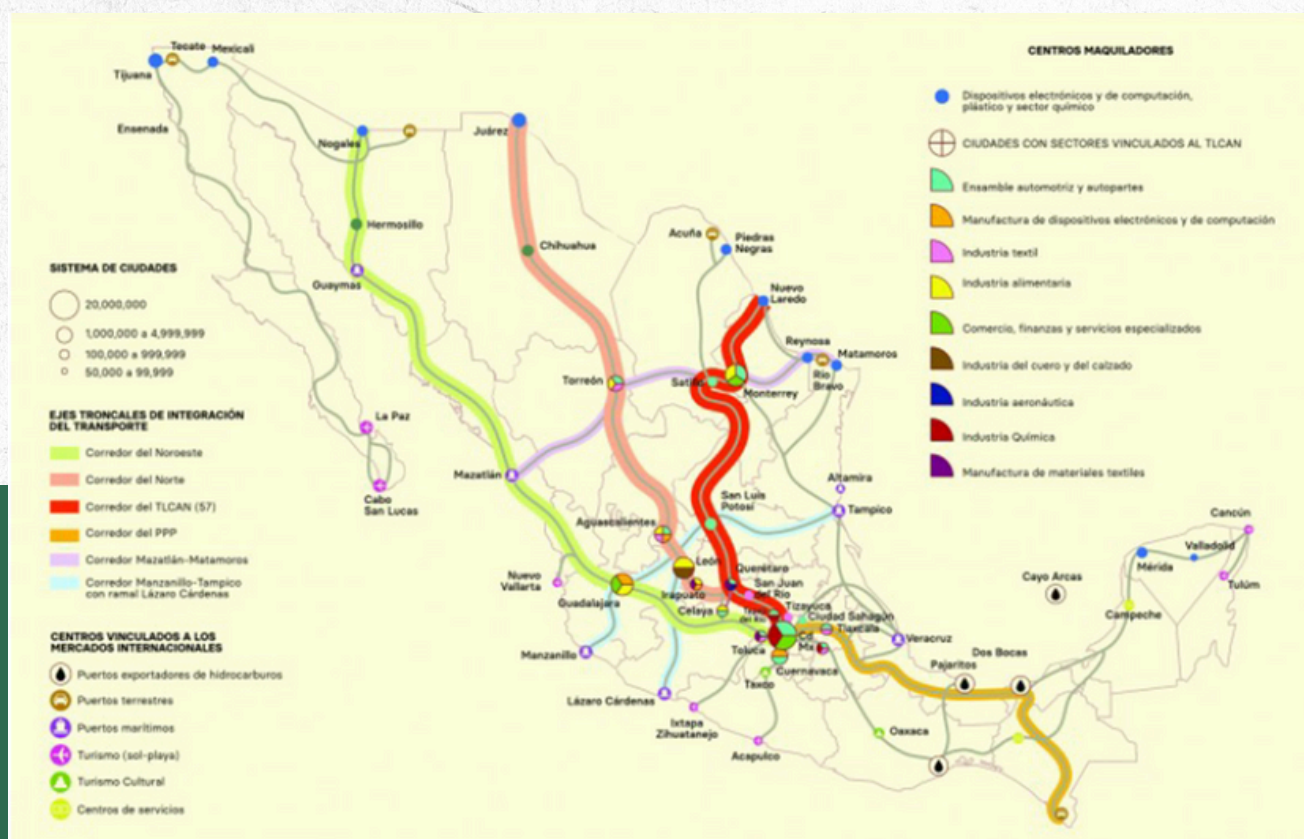 Tecate
Mexicali
Tijuana
Ensenada
Nogales
Juárez
Hermosillo
Guaymas
Chihuahua
Acuña
Piedras
Negras
Nuevo
Laredo
Reynosa
Matamoros
Río
Bravo
Torreón
Monterrey
La Paz
Cabo
San Lucas
Mazatlán
Altamira
Tampico
San Luis
Potosí
Aguascalientes
León
Querétaro
San Juan
del Río
Irapuato
Celaya
Nuevo
Vallarta
Guadalajara
Tizayuca
Ciudad Sahagún
Tlaxcala
Cd.
Mx.
Toluca
Cuernavaca
Taxco
Manzanillo
Lázaro Cárdenas
Ixtapa
Zihuatanejo
Acapulco
Oaxaca
Veracruz
Pajaritos
Dos Bocas
Cayo Arcas
Campeche
Mérida
Valladolid
Cancún
Tulúm
SISTEMA DE CIUDADES
20,000,000
1,000,000 a 4,999,999
100,000 a 999,999
50,000 a 99,999
EJES TRONCALES DE INTEGRACIÓN
DEL TRANSPORTE
Corredor del Noroeste
Corredor del Norte
Corredor del TLCAN (57)
Corredor del PPP
Corredor Mazatlán-Matamoros
Corredor Manzanillo-Tampico
con ramal Lázaro Cárdenas
CENTROS VINCULADOS A LOS
MERCADOS INTERNACIONALES
Puertos exportadores de hidrocarburos
Puertos terrestres
Puertos marítimos
Turismo (sol-playa)
Turismo Cultural
Centros de servicios
CENTROS MAQUILADORES
Dispositivos electrónicos y de computación,
plástico y sector químico
CIUDADES CON SECTORES VINCULADOS AL TLCAN
Ensamble automotriz y autopartes
Manufactura de dispositivos electrónicos y de computación
Industria textil
Industria alimentaria
Comercio, finanzas y servicios especializados
Industria del cuero y del calzado
Industria aeronáutica
Industria Química
Manufactura de materiales textiles